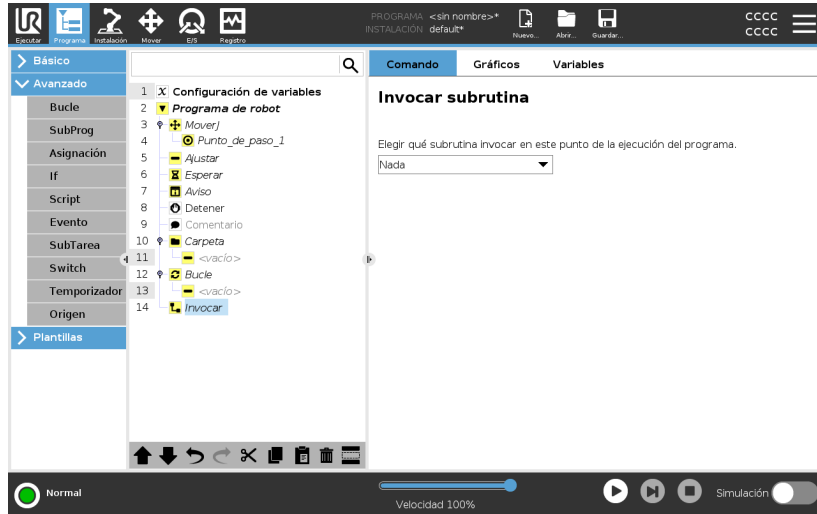 UR
PROGRAMA <sin nombre>*
INSTALACIÓN default*
Ejecutar Programa Instalación Mover E/S Registro
Nuevo... Abrir... Guardar...
cccc
cccc
Básico
Avanzado
Bucle
SubProg
Asignación
If
Script
Evento
SubTarea
Switch
Temporizador
Origen
Plantillas
1 X Configuración de variables
2 Programa de robot
3 MoverJ
4 Punto_de_paso_1
5 Ajustar
6 Esperar
7 Aviso
8 Detener
9 Comentario
10 Carpeta
11 <vacío>
12 Bucle
13 <vacío>
14 Invocar
Comando Gráficos Variables
Invocar subrutina
Elegir qué subrutina invocar en este punto de la ejecución del programa.
Nada
Normal
Velocidad 100%
Simulación